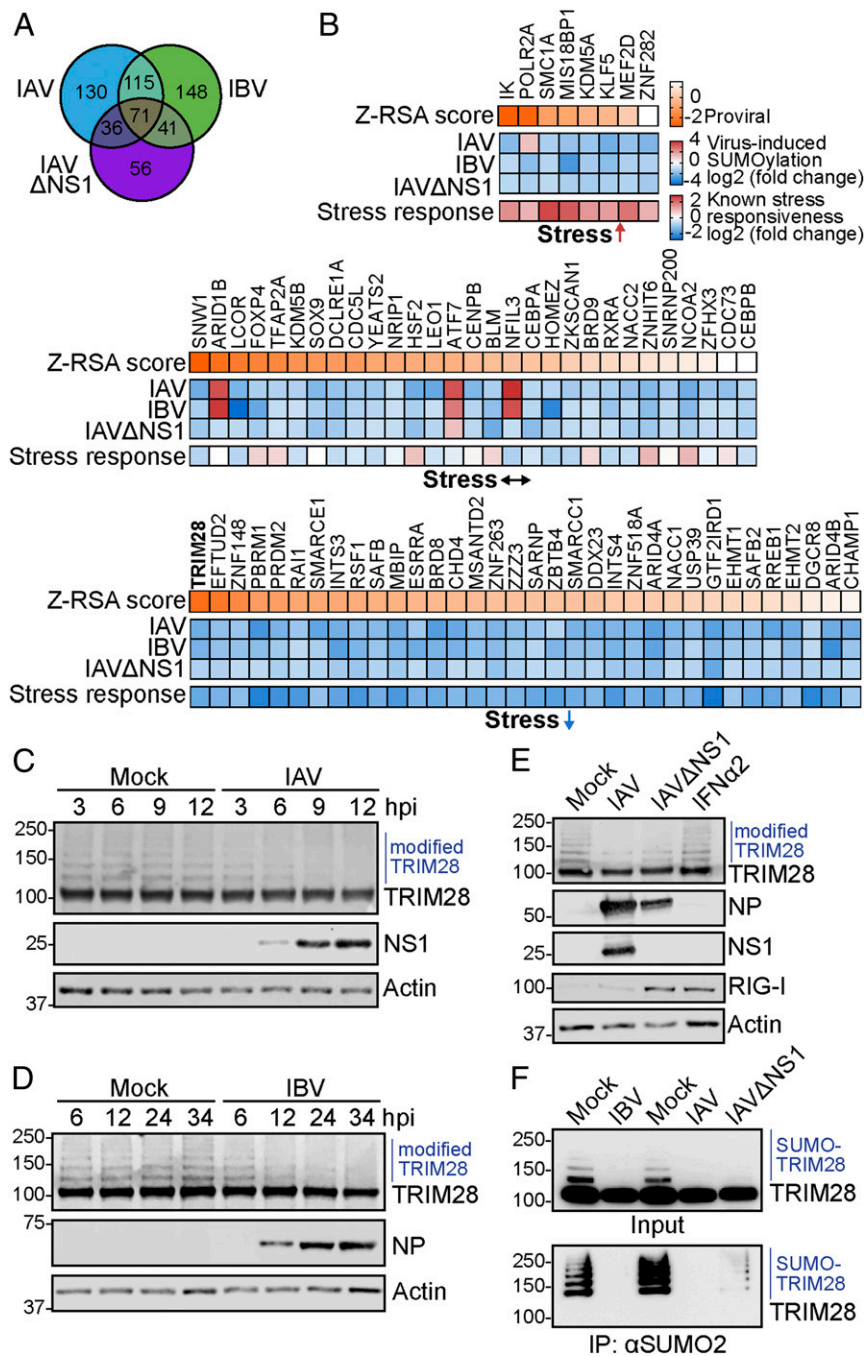 A
IAV
IBV
IAV
ΔNS1
130
115
148
71
36
41
56
B
IK
POLR2A
SMC1A
MIS18BP1
KDM5A
KLF5
MEF2D
ZNF282
Z-RSA score
IAV
IBV
IAVΔNS1
Stress response
Stress↑
0
-2
Proviral
4
0
-4
Virus-induced
SUMOylation
log2 (fold change)
2
0
-2
Known stress
responsiveness
log2 (fold change)
SNW1
ARID1B
LCOR
FOXP4
TFAP2A
KDM5B
SOX9
DCLRE1A
CDC5L
YEATS2
NRIP1
HSF2
LEO1
ATF7
CENPB
BLM
NFIL3
CEBPA
HOMEZ
ZKSCAN1
BRD9
RXRA
NACC2
ZNHIT6
SNRNP200
NCOA2
ZFHX3
CDC73
CEBPB
Z-RSA score
IAV
IBV
IAVΔNS1
Stress response
Stress↔
TRIM28
EFTUD2
ZNF148
PBRM1
PRDM2
RAI1
SMARCE1
INTS3
RSF1
SAFB
MBIP
ESRRA
BRD8
CHD4
MSANTD2
ZNF263
ZZZ3
SARNP
ZBTB4
SMARCC1
DDX23
INTS4
ZNF518A
ARID4A
NACC1
USP39
GTF2IRD1
EHMT1
SAFB2
RREB1
EHMT2
DGCR8
ARID4B
CHAMP1
Z-RSA score
IAV
IBV
IAVΔNS1
Stress response
Stress↓
C
Mock
IAV
3 6 9 12 3 6 9 12 hpi
250
150
100
modified
TRIM28
TRIM28
25
NS1
37
Actin
D
Mock
IBV
6 12 24 34 6 12 24 34 hpi
250
150
100
modified
TRIM28
TRIM28
75
NP
37
Actin
E
Mock
IAV
IAVΔNS1
IFNα2
250
150
100
modified
TRIM28
TRIM28
50
NP
25
NS1
100
RIG-I
37
Actin
F
Mock
IBV
Mock
IAV
IAVΔNS1
250
150
100
SUMO-
TRIM28
TRIM28
Input
250
150
100
SUMO-
TRIM28
TRIM28
IP: αSUMO2